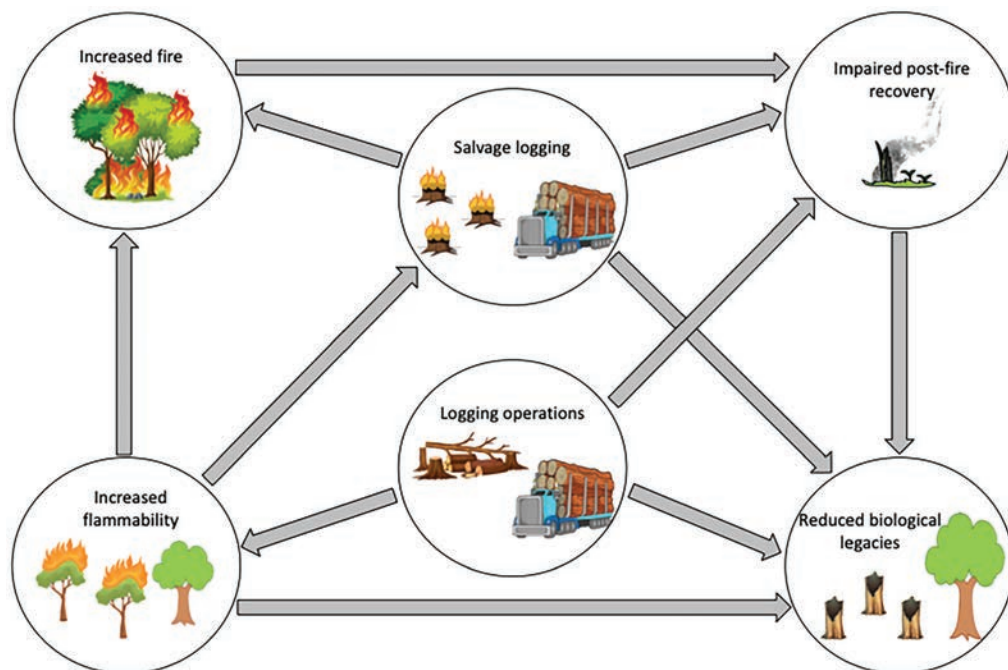 Increased fire
Impaired post-fire
recovery
Salvage logging
Logging operations
Increased
flammability
Reduced biological
legacies